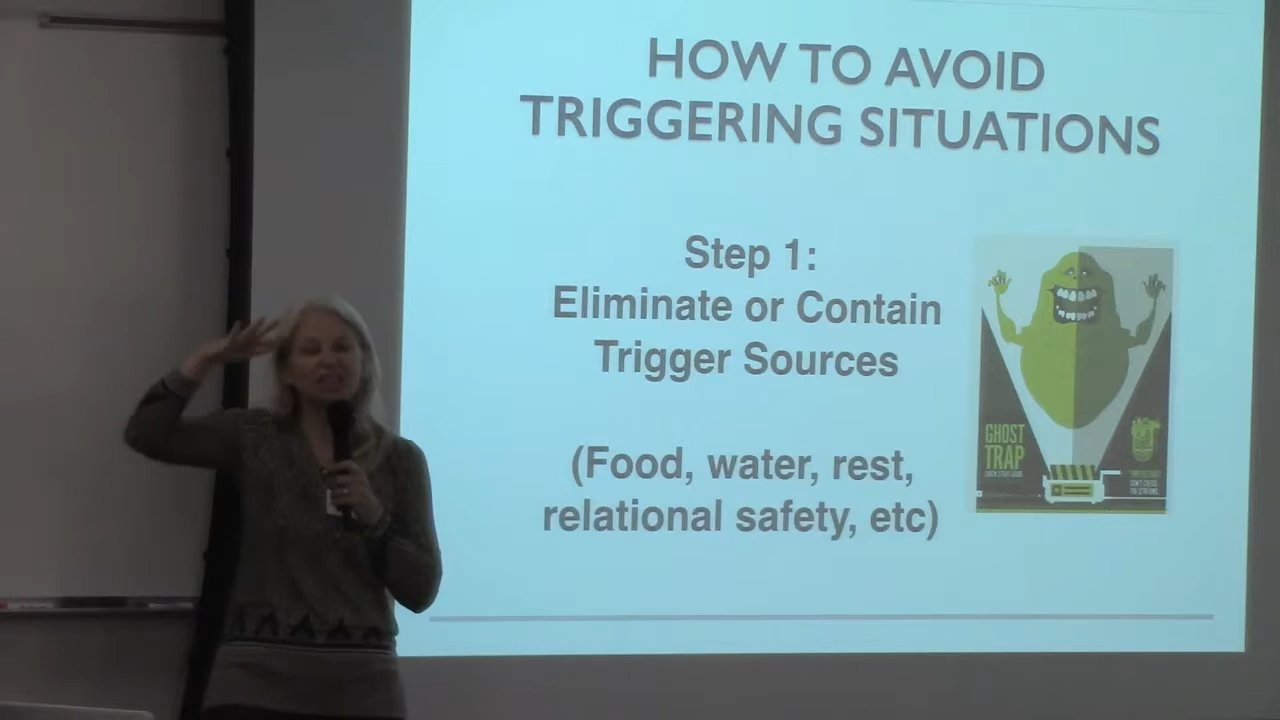 HOW TO AVOID
TRIGGERING SITUATIONS
Step 1:
Eliminate or Contain
Trigger Sources
(Food, water, rest,
relational safety, etc)
GHOST
TRAP